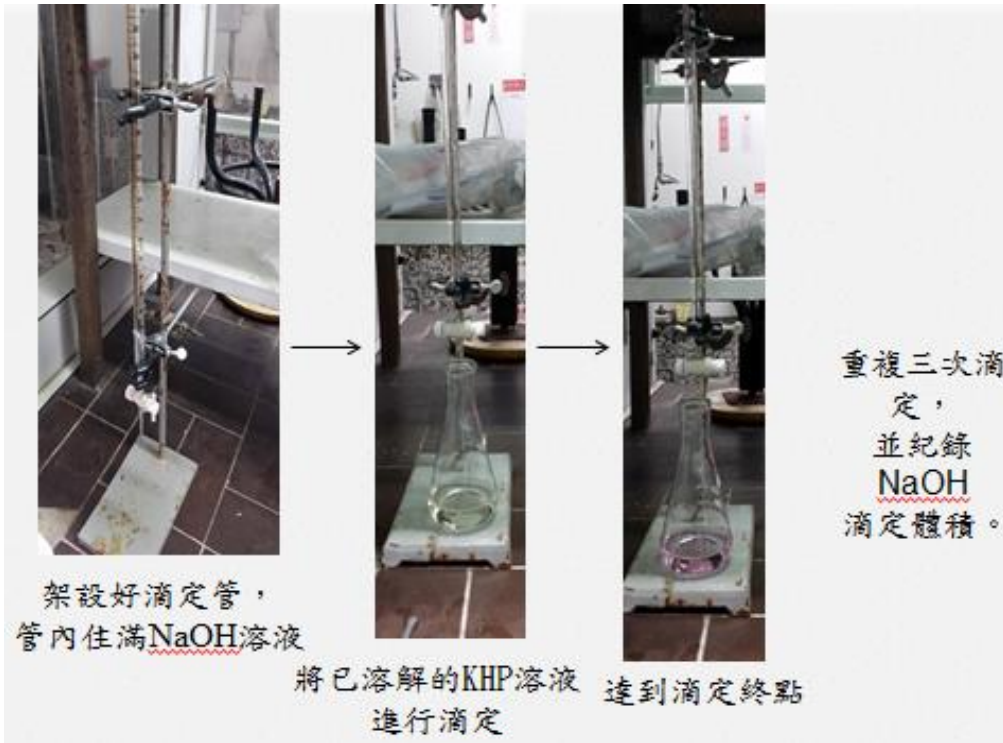 架設好滴定管，
管內住滿NaOH溶液
將已溶解的KHP溶液
進行滴定
達到滴定終點
重複三次滴
定，
並紀錄
NaOH
滴定體積。